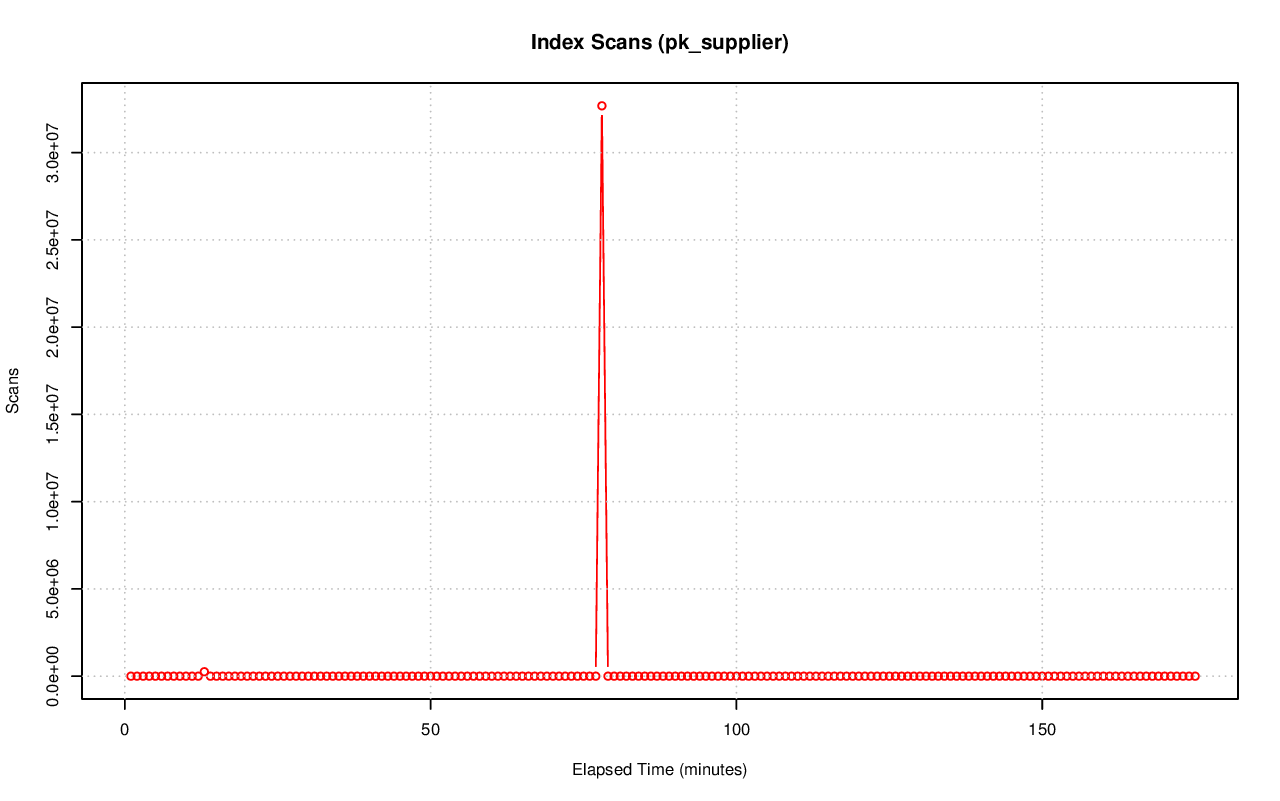 Index Scans (pk_supplier)
Scans
3.0e+07
2.5e+07
2.0e+07
1.5e+07
1.0e+07
5.0e+06
0.0e+00
0 50 100 150
Elapsed Time (minutes)